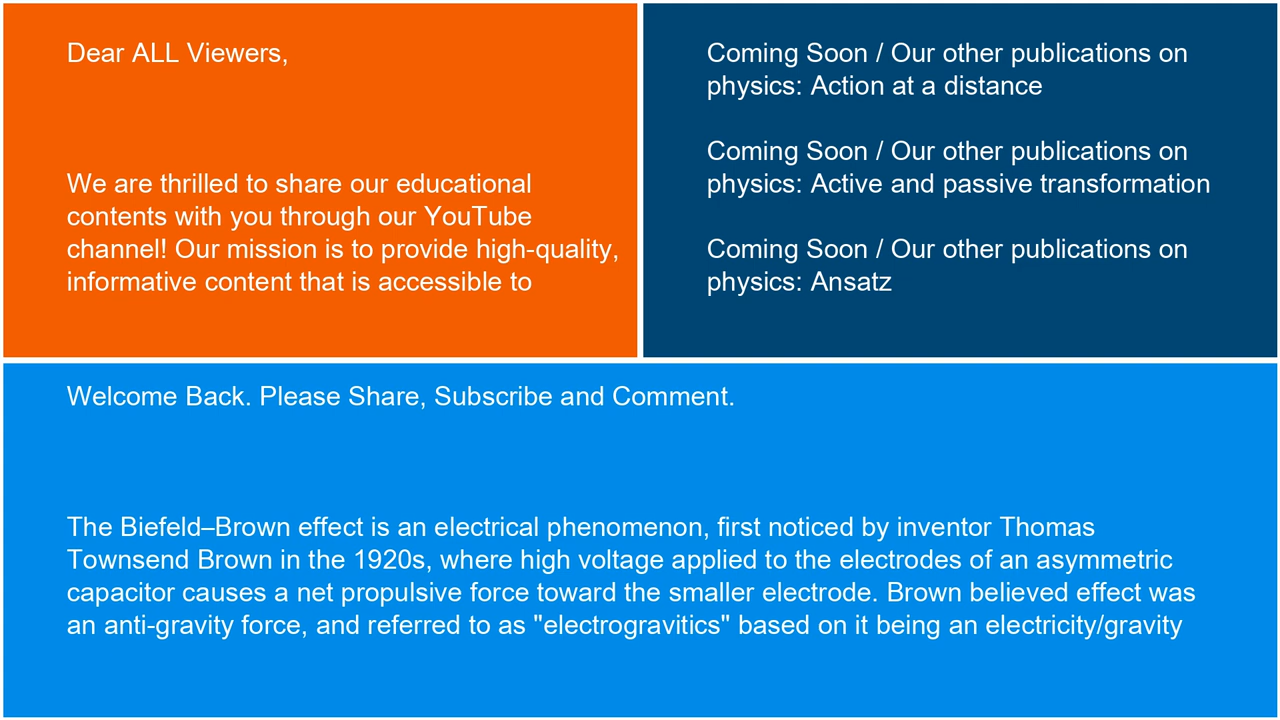 Dear ALL Viewers,
We are thrilled to share our educational
contents with you through our YouTube
channel! Our mission is to provide high-quality,
informative content that is accessible to
Coming Soon / Our other publications on
physics: Action at a distance
Coming Soon / Our other publications on
physics: Active and passive transformation
Coming Soon / Our other publications on
physics: Ansatz
Welcome Back. Please Share, Subscribe and Comment.
The Biefeld–Brown effect is an electrical phenomenon, first noticed by inventor Thomas
Townsend Brown in the 1920s, where high voltage applied to the electrodes of an asymmetric
capacitor causes a net propulsive force toward the smaller electrode. Brown believed effect was
an anti-gravity force, and referred to as "electrogravitics" based on it being an electricity/gravity